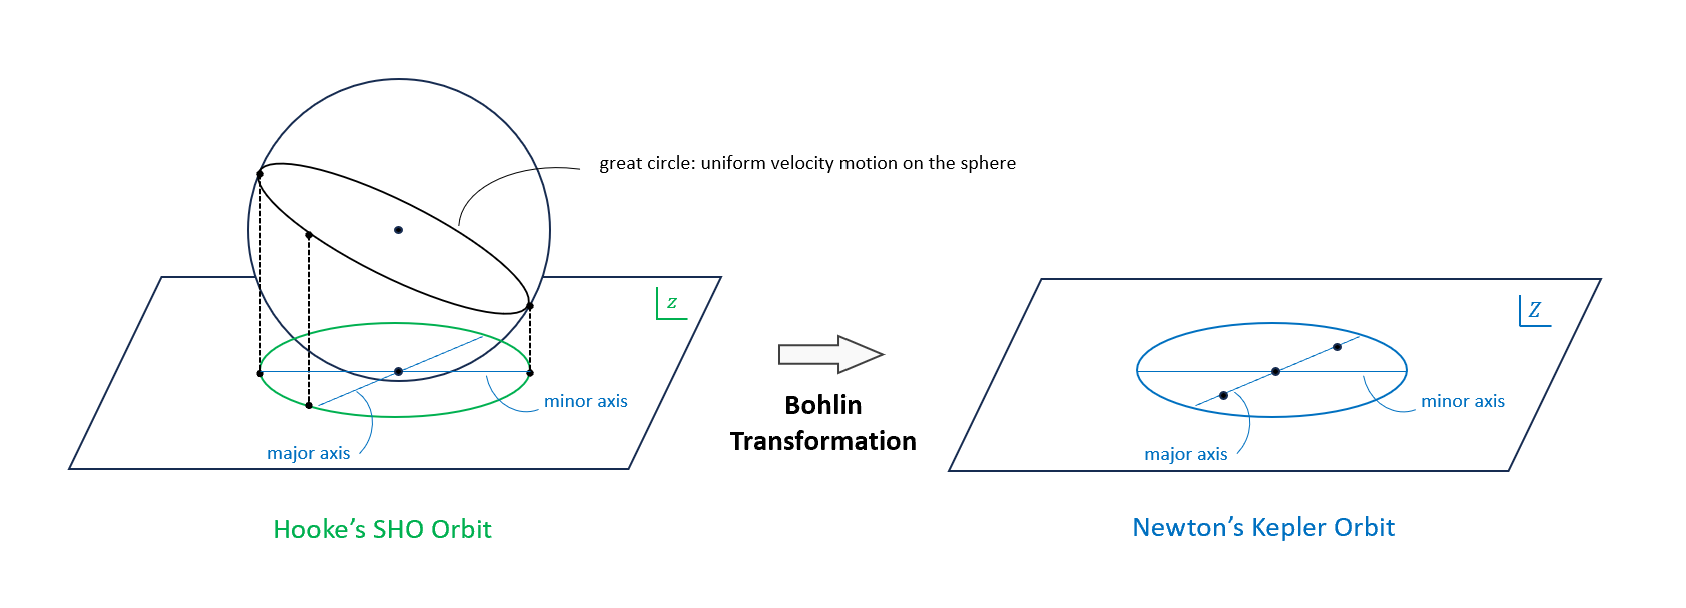 great circle: uniform velocity motion on the sphere
z
Z
minor axis
major axis
Bohlin
Transformation
minor axis
major axis
Hooke’s SHO Orbit
Newton’s Kepler Orbit